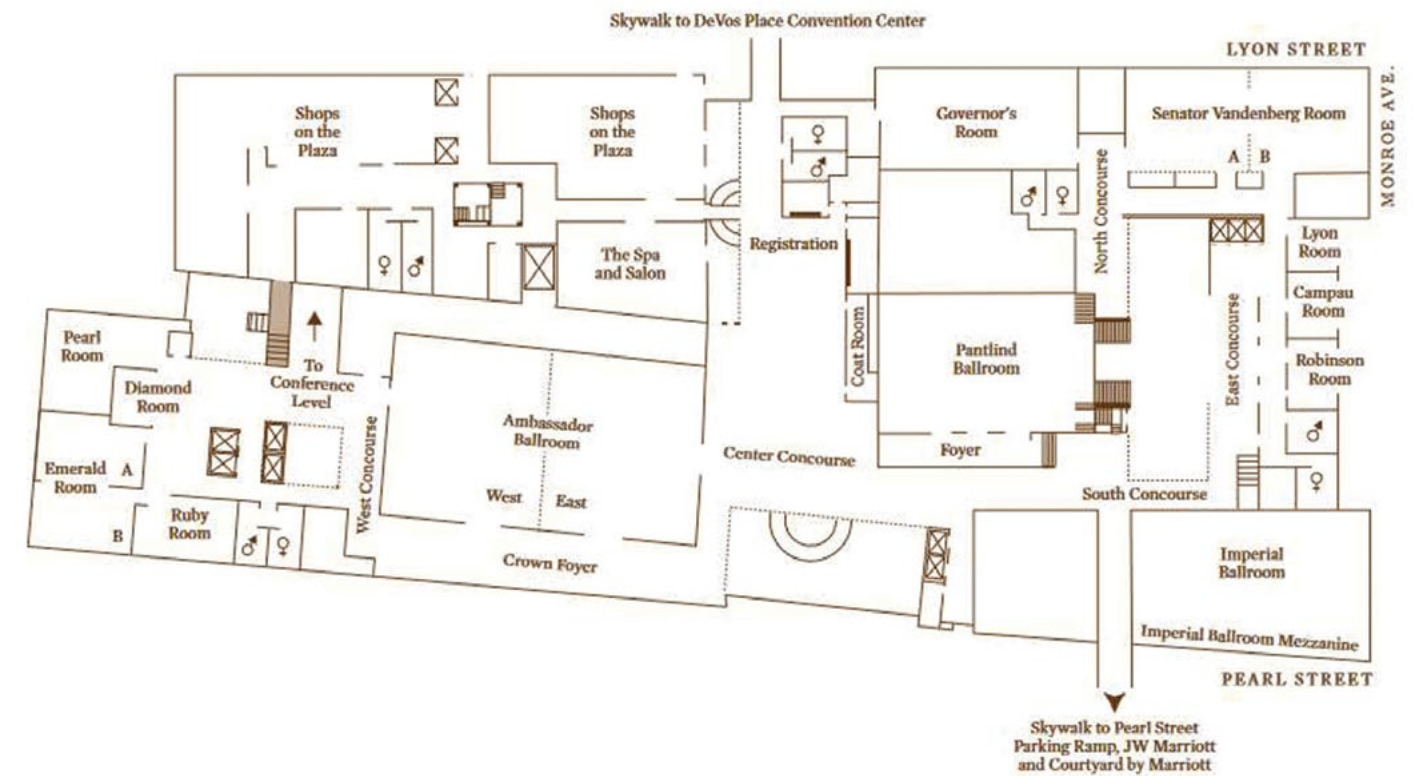 Skywalk to DeVos Place Convention Center
LYON STREET
MONROE AVE.
Shops
on the
Plaza
Shops
on the
Plaza
Governor's
Room
Senator Vandenberg Room
A B
North Concourse
Registration
The Spa
and Salon
Lyon
Room
Campau
Room
Robinson
Room
East Concourse
Coat Room
Pantlind
Ballroom
Foyer
Pearl
Room
Diamond
Room
To
Conference
Level
West Concourse
Ambassador
Ballroom
West East
Center Concourse
South Concourse
Emerald
Room
A
B
Ruby
Room
Crown Foyer
Imperial
Ballroom
Imperial Ballroom Mezzanine
PEARL STREET
Skywalk to Pearl Street
Parking Ramp, JW Marriott
and Courtyard by Marriott